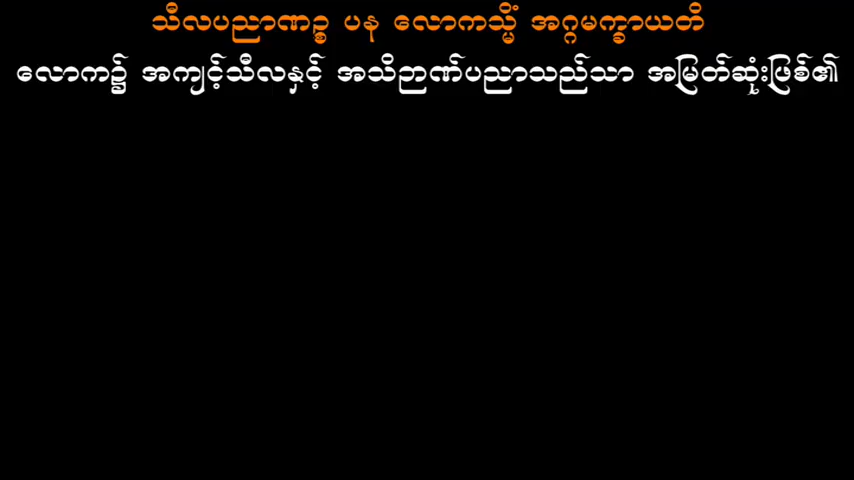 သီလပညာဏဉ္စ ပန လောကသ္မိံ အဂ္ဂမက္ခာယတိ
လောက၌ အကျင့်သီလနှင့် အသိဉာဏ်ပညာသည်သာ အမြတ်ဆုံးဖြစ်၏